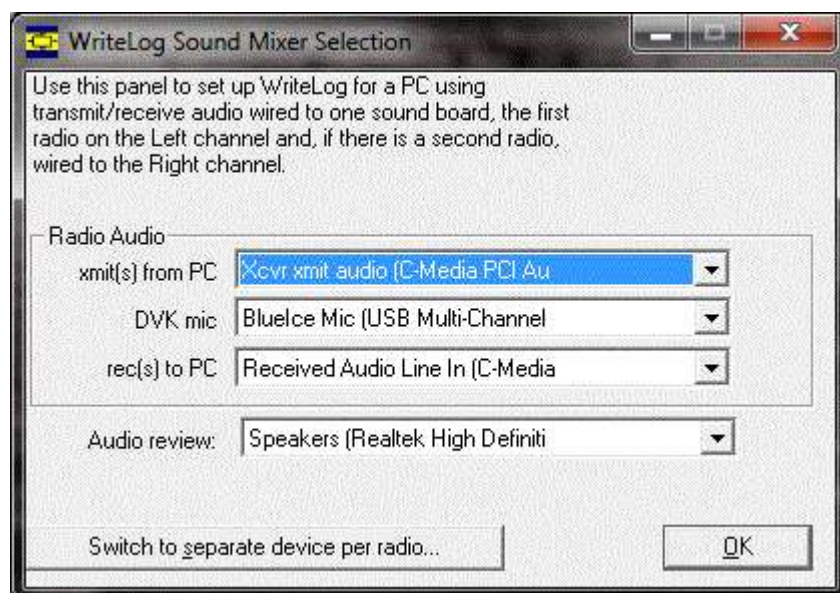 WriteLog Sound Mixer Selection
Use this panel to set up WriteLog for a PC using
transmit/receive audio wired to one sound board, the first
radio on the Left channel and, if there is a second radio,
wired to the Right channel.
Radio Audio
xmit(s) from PC Xcvr xmit audio (C-Media PCI Au
DVK mic BlueIce Mic (USB Multi-Channel
rec(s) to PC Received Audio Line In (C-Media
Audio review: Speakers (Realtek High Definiti
Switch to separate device per radio... OK